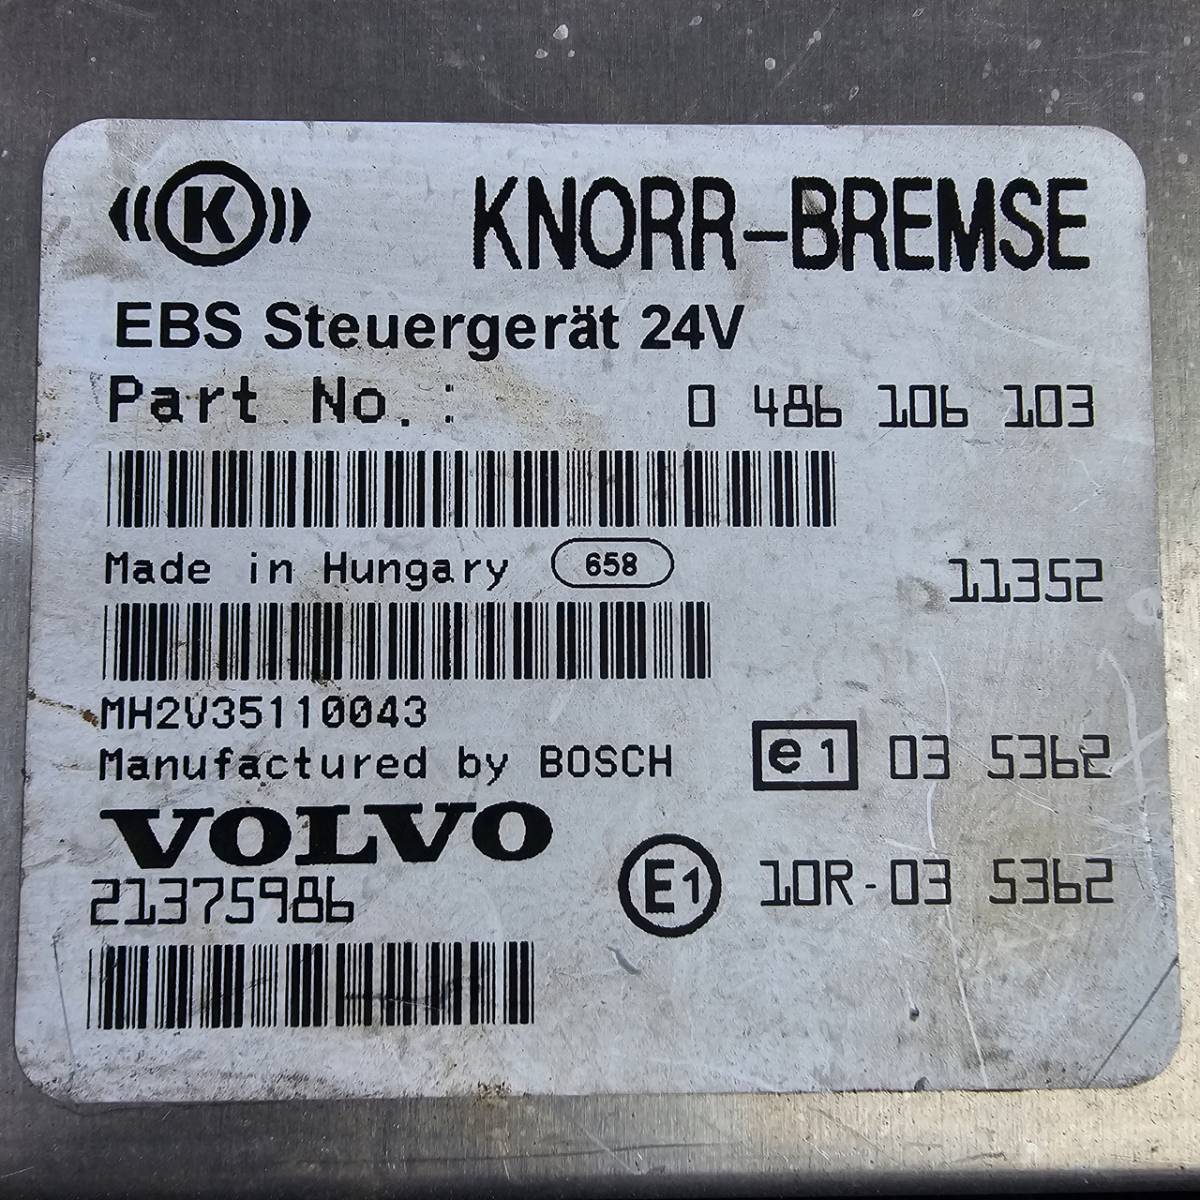 K KNORR-BREMSE
EBS Steuergerät 24V
Part No.: 0 486 106 103
Made in Hungary 658 11352
MH2V35110043
Manufactured by BOSCH e1 03 5362
VOLVO
21375986 E1 10R-03 5362